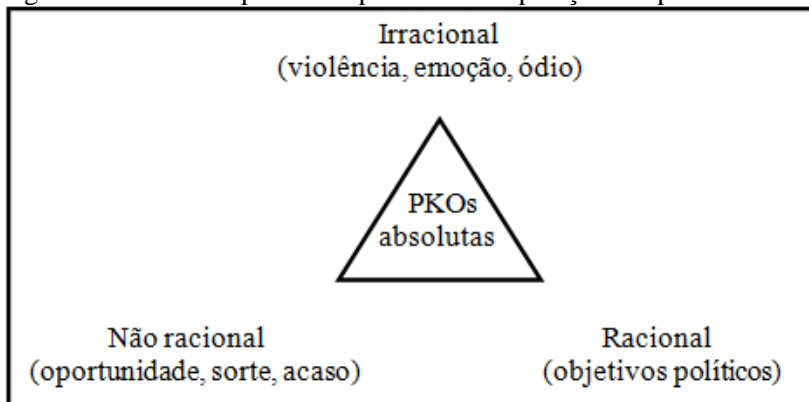 Irracional
(violência, emoção, ódio)
PKOs
absolutas
Não racional
(oportunidade, sorte, acaso)
Racional
(objetivos políticos)